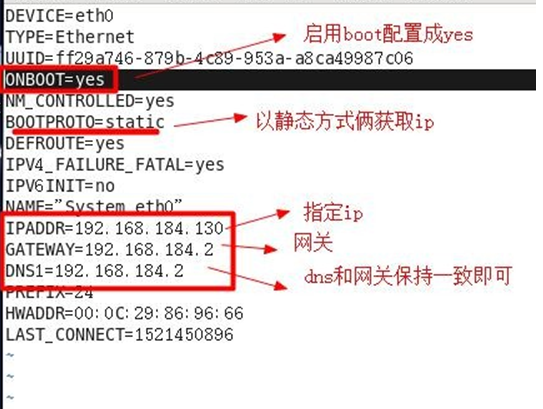 DEVICE=eth0
TYPE=Ethernet
启用boot配置成yes
UUID=ff29a746-879b-4c89-953a-a8ca49987c06
ONBOOT=yes
NM_CONTROLLED=yes
BOOTPROTO=static
以静态方式俩获取ip
DEFROUTE=yes
IPV4_FAILURE_FATAL=yes
IPV6INIT=no
NAME="System eth0"
指定ip
IPADDR=192.168.184.130
网关
GATEWAY=192.168.184.2
DNS1=192.168.184.2
dns和网关保持一致即可
PREFIX=24
HWADDR=00:0C:29:86:96:66
LAST_CONNECT=1521450896
~
~
~